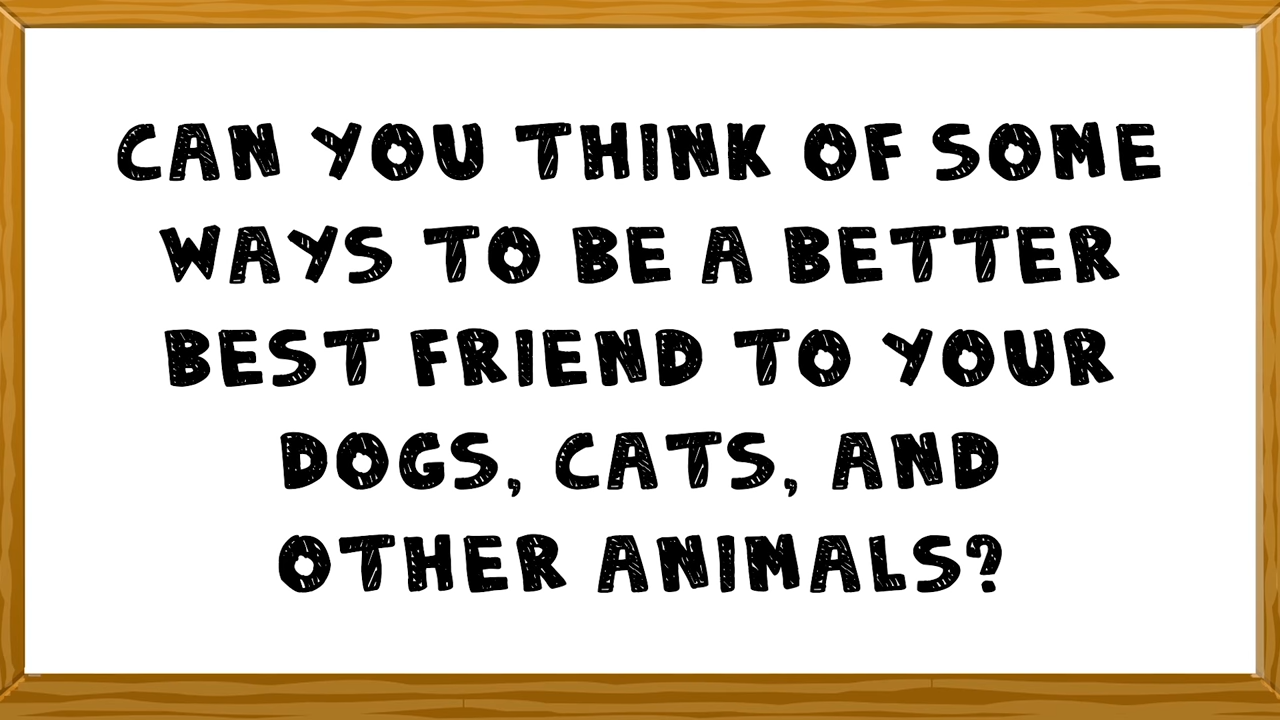 CAN YOU THINK OF SOME
WAYS TO BE A BETTER
BEST FRIEND TO YOUR
DOGS, CATS, AND
OTHER ANIMALS?